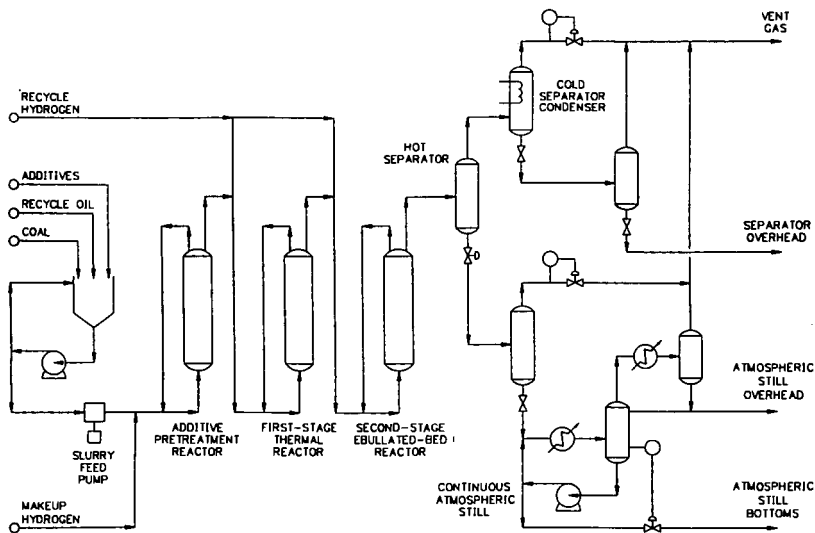 VENT
GAS
RECYCLE
HYDROGEN
COLD
SEPARATOR
CONDENSER
HOT
SEPARATOR
ADDITIVES
RECYCLE OIL
COAL
SEPARATOR
OVERHEAD
ATMOSPHERIC
STILL
OVERHEAD
ADDITIVE
PRETREATMENT
REACTOR
FIRST-STAGE
THERMAL
REACTOR
SECOND-STAGE
EBULLATED-BED
REACTOR
SLURRY
FEED
PUMP
CONTINUOUS
ATMOSPHERIC
STILL
MAKEUP
HYDROGEN
ATMOSPHERIC
STILL
BOTTOMS